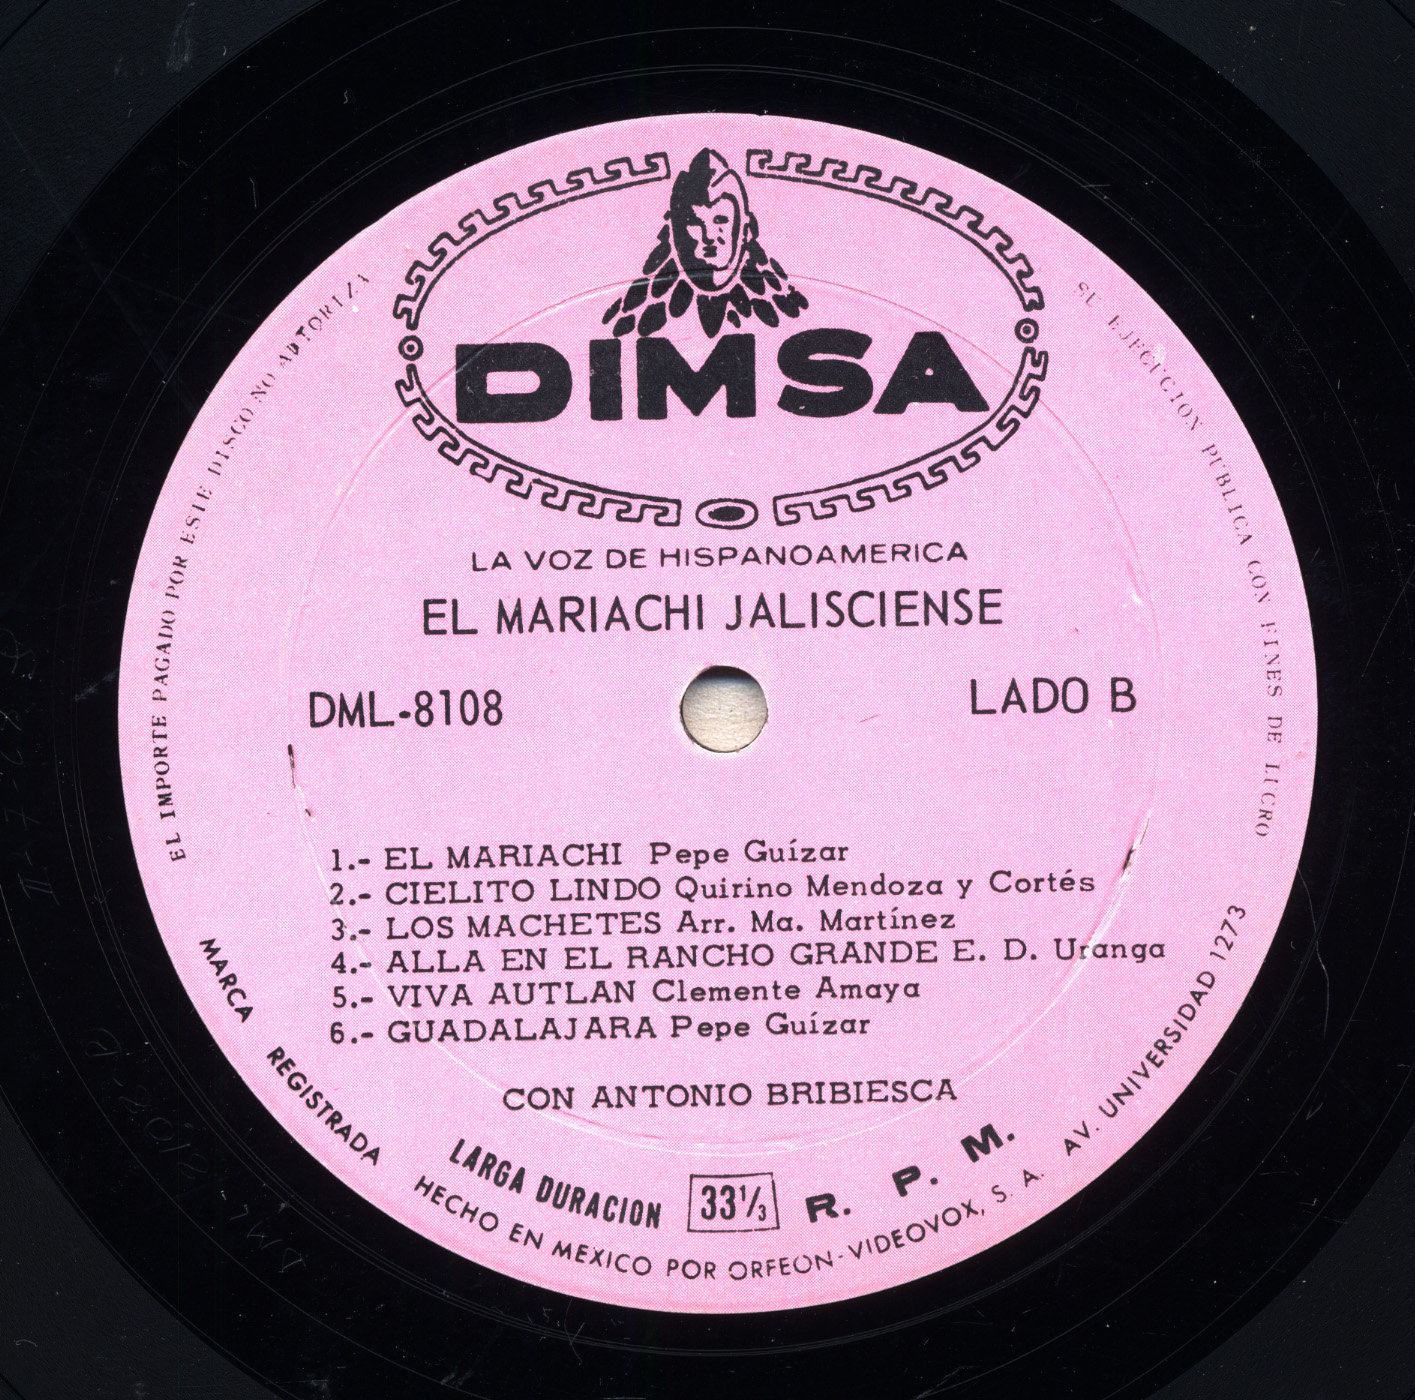 DIMSA
LA VOZ DE HISPANOAMERICA
EL MARIACHI JALISCIENSE
DML-8108
LADO B
1.- EL MARIACHI Pepe Guízar
2.- CIELITO LINDO Quirino Mendoza y Cortés
3.- LOS MACHETES Arr. Ma. Martínez
4.- ALLA EN EL RANCHO GRANDE E. D. Uranga
5.- VIVA AUTLAN Clemente Amaya
6.- GUADALAJARA Pepe Guízar
CON ANTONIO BRIBIESCA
LARGA DURACION 33 1/3 R. P. M.
EL IMPORTE PAGADO POR ESTE DISCO NO AUTORIZA SU EJECUCION PUBLICA CON FINES DE LUCRO
MARCA REGISTRADA HECHO EN MEXICO POR ORFEON-VIDEOVOX, S. A. AV. UNIVERSIDAD 1273